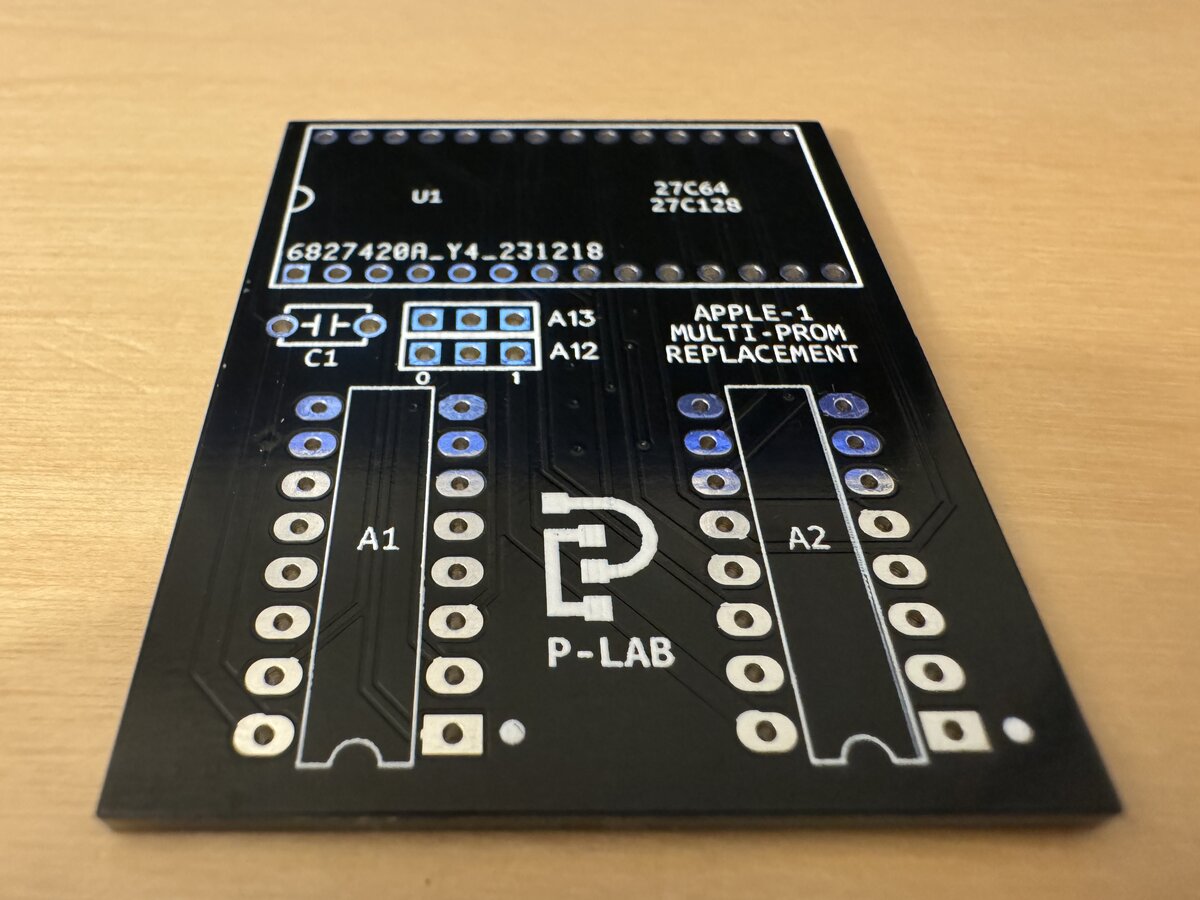 U1
27C64
27C128
6827420A_Y4_231218
C1
A13
A12
0 1
APPLE-1
MULTI-PROM
REPLACEMENT
A1
A2
P-LAB